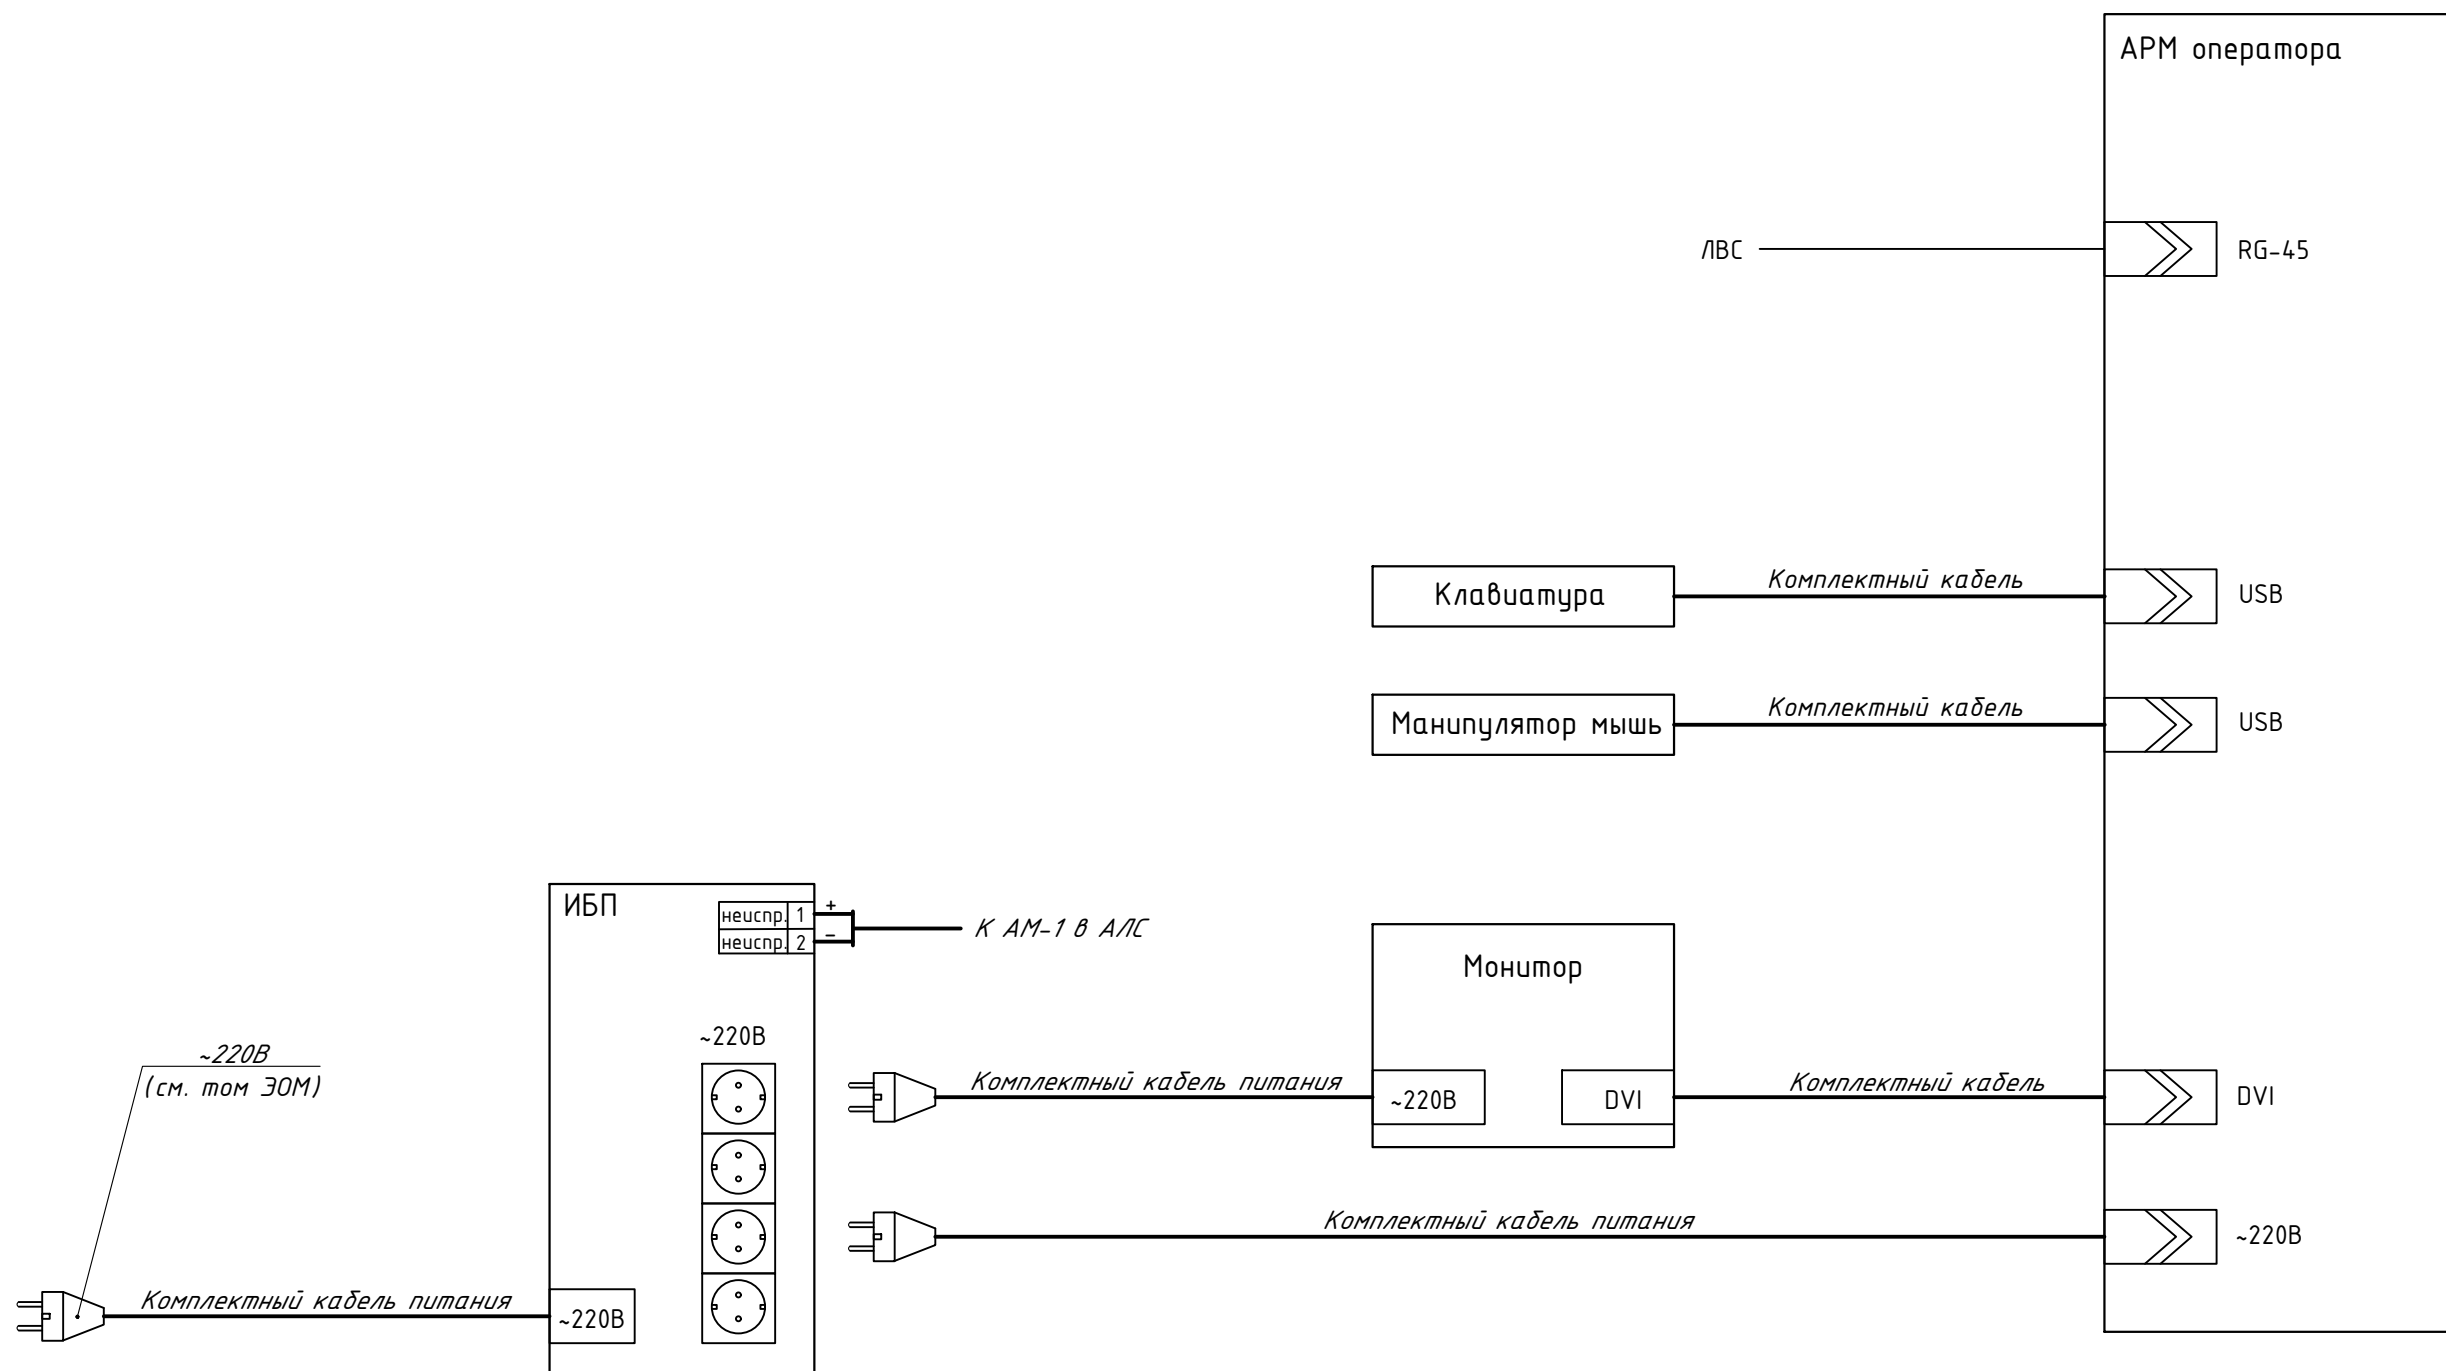 АРМ оператора
ЛВС
RG-45
Клавиатура
Комплектный кабель
USB
Манипулятор мышь
Комплектный кабель
USB
ИБП
неиспр. 1 +
неиспр. 2 -
К АМ-1 в АЛС
Монитор
~220В
~220В
(см. том ЭОМ)
Комплектный кабель питания
~220В
DVI
Комплектный кабель
DVI
Комплектный кабель питания
~220В
Комплектный кабель питания
~220В